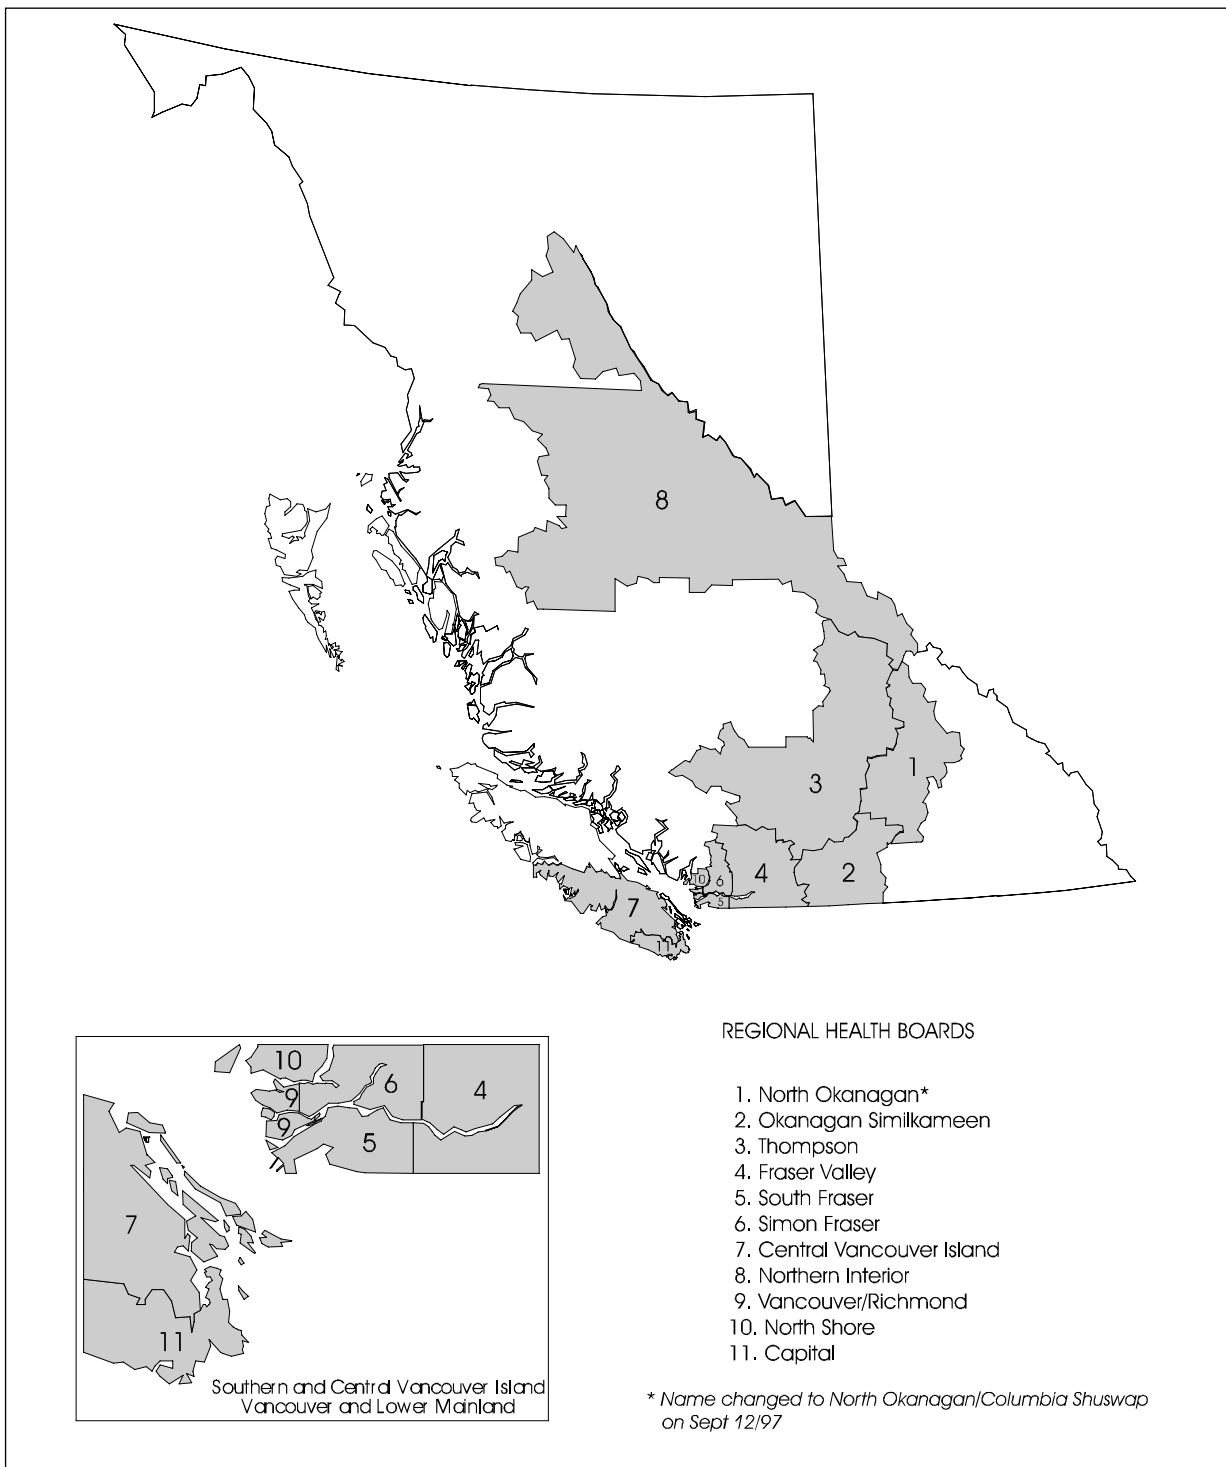 8
1
3
2
4
10
6
5
7
11
REGIONAL HEALTH BOARDS
1. North Okanagan*
2. Okanagan Similkameen
3. Thompson
4. Fraser Valley
5. South Fraser
6. Simon Fraser
7. Central Vancouver Island
8. Northern Interior
9. Vancouver/Richmond
10. North Shore
11. Capital
* Name changed to North Okanagan/Columbia Shuswap
on Sept 12/97
10
6
4
9
9
5
7
11
Southern and Central Vancouver Island
Vancouver and Lower Mainland